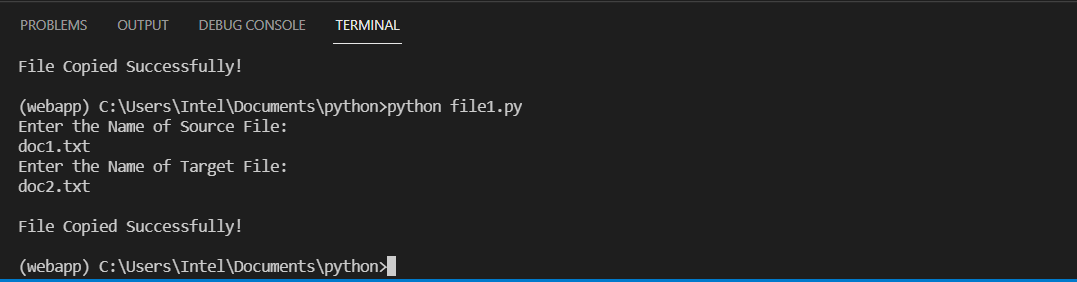 PROBLEMS OUTPUT DEBUG CONSOLE TERMINAL
File Copied Successfully!
(webapp) C:\Users\Intel\Documents\python>python file1.py
Enter the Name of Source File:
doc1.txt
Enter the Name of Target File:
doc2.txt
File Copied Successfully!
(webapp) C:\Users\Intel\Documents\python>